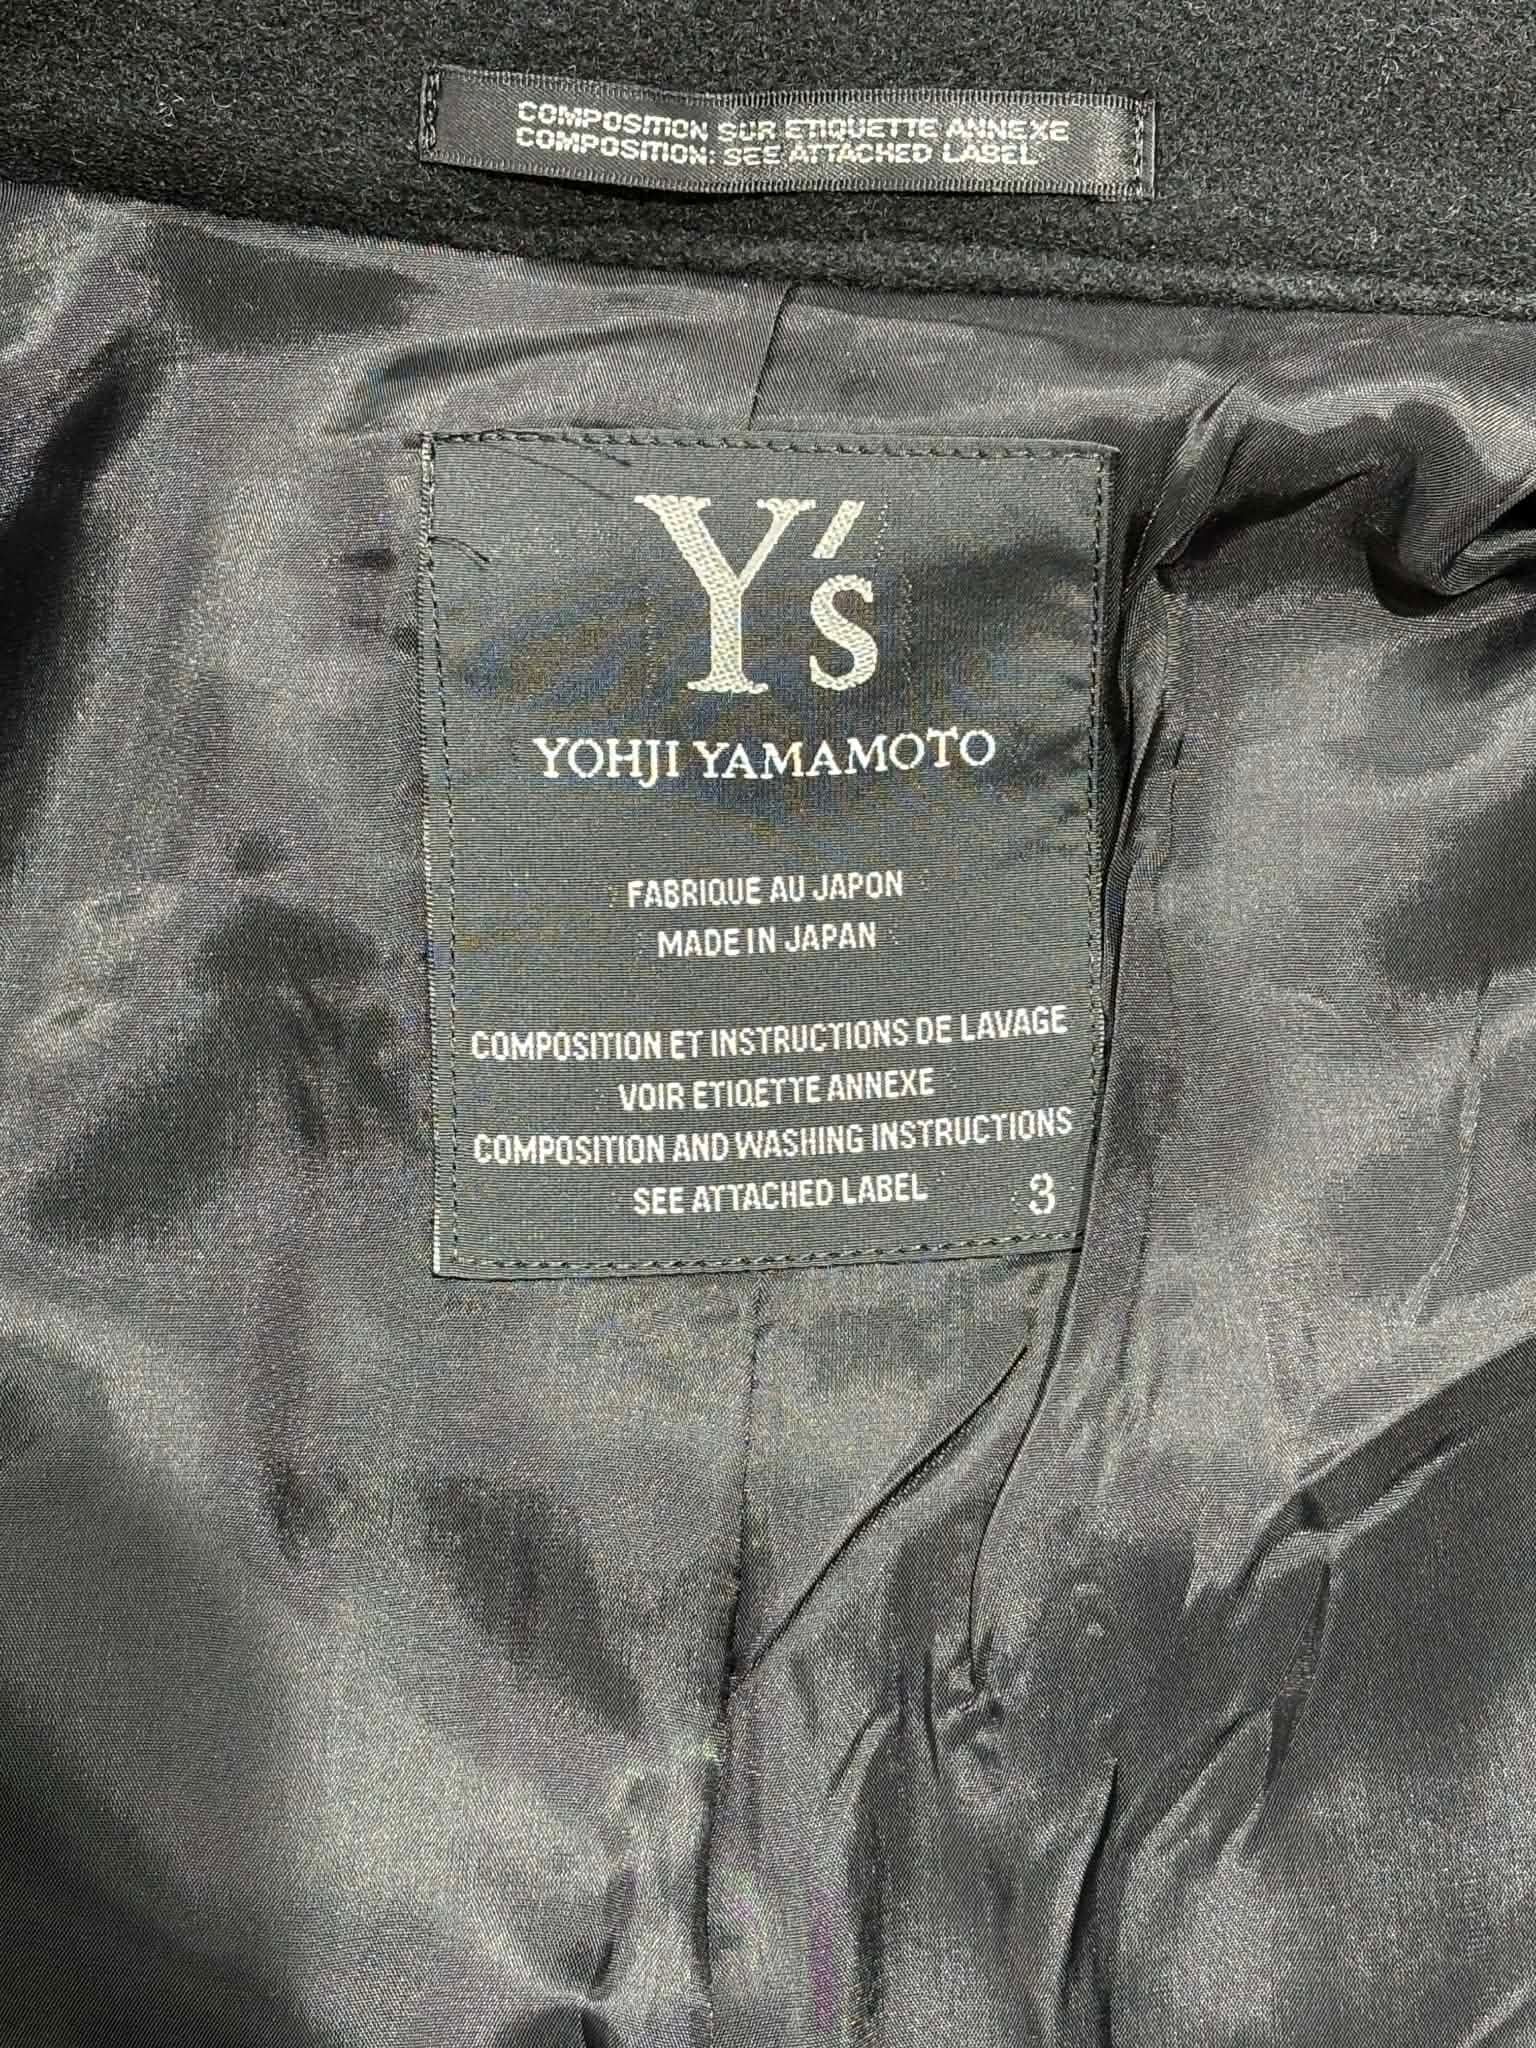 COMPOSITION SUR ETIQUETTE ANNEXE
COMPOSITION: SEE ATTACHED LABEL
Y's
YOHJI YAMAMOTO
FABRIQUE AU JAPON
MADE IN JAPAN
COMPOSITION ET INSTRUCTIONS DE LAVAGE
VOIR ETIQETTE ANNEXE
COMPOSITION AND WASHING INSTRUCTIONS
SEE ATTACHED LABEL 3